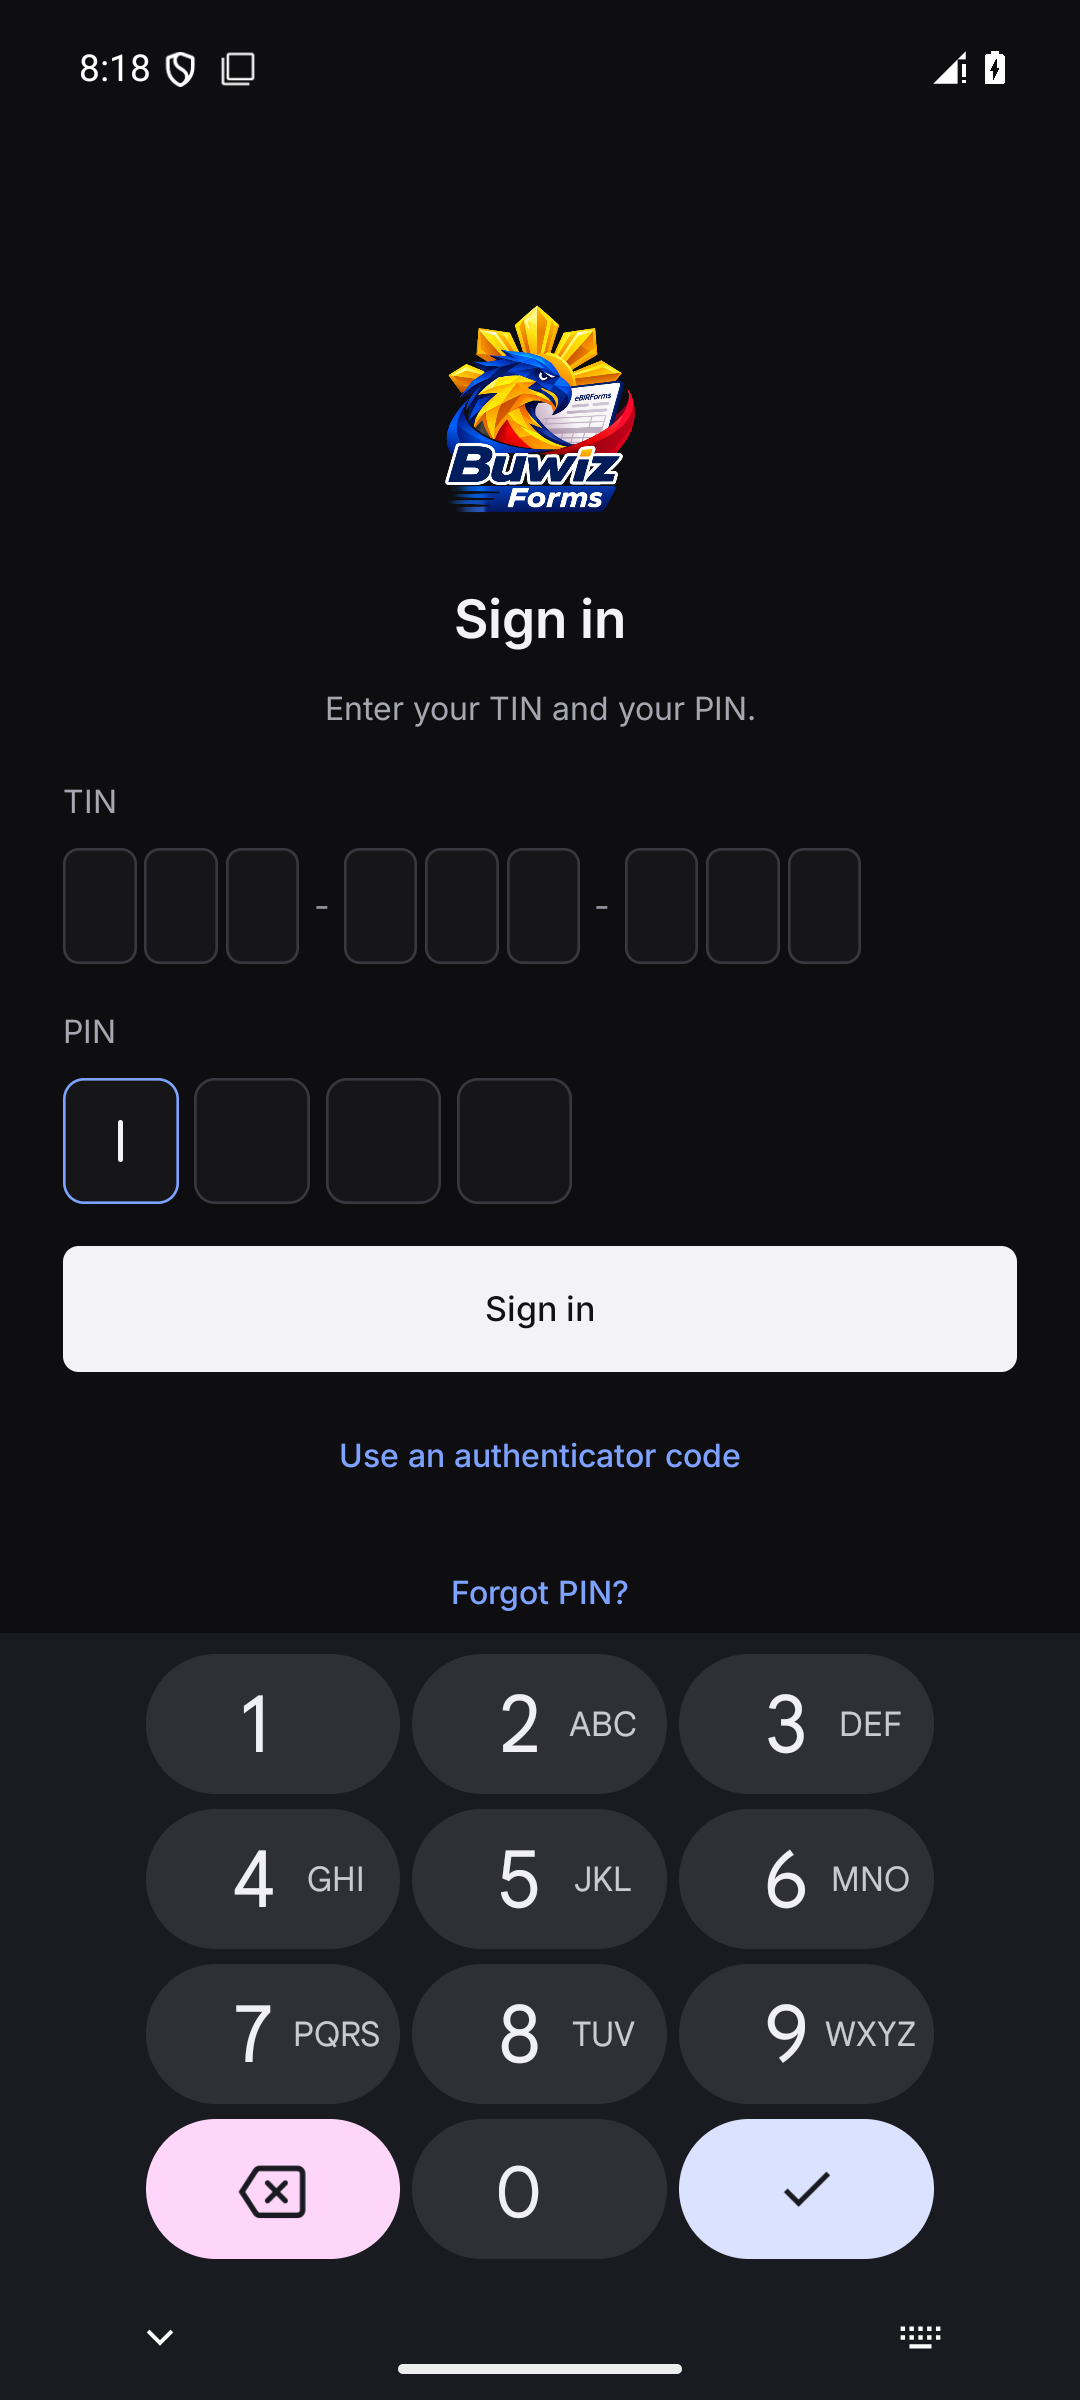 8:18
eBIRForms
Buwiz
Forms
Sign in
Enter your TIN and your PIN.
TIN
- -
PIN
Sign in
Use an authenticator code
Forgot PIN?
1 2 ABC 3 DEF
4 GHI 5 JKL 6 MNO
7 PQRS 8 TUV 9 WXYZ
0